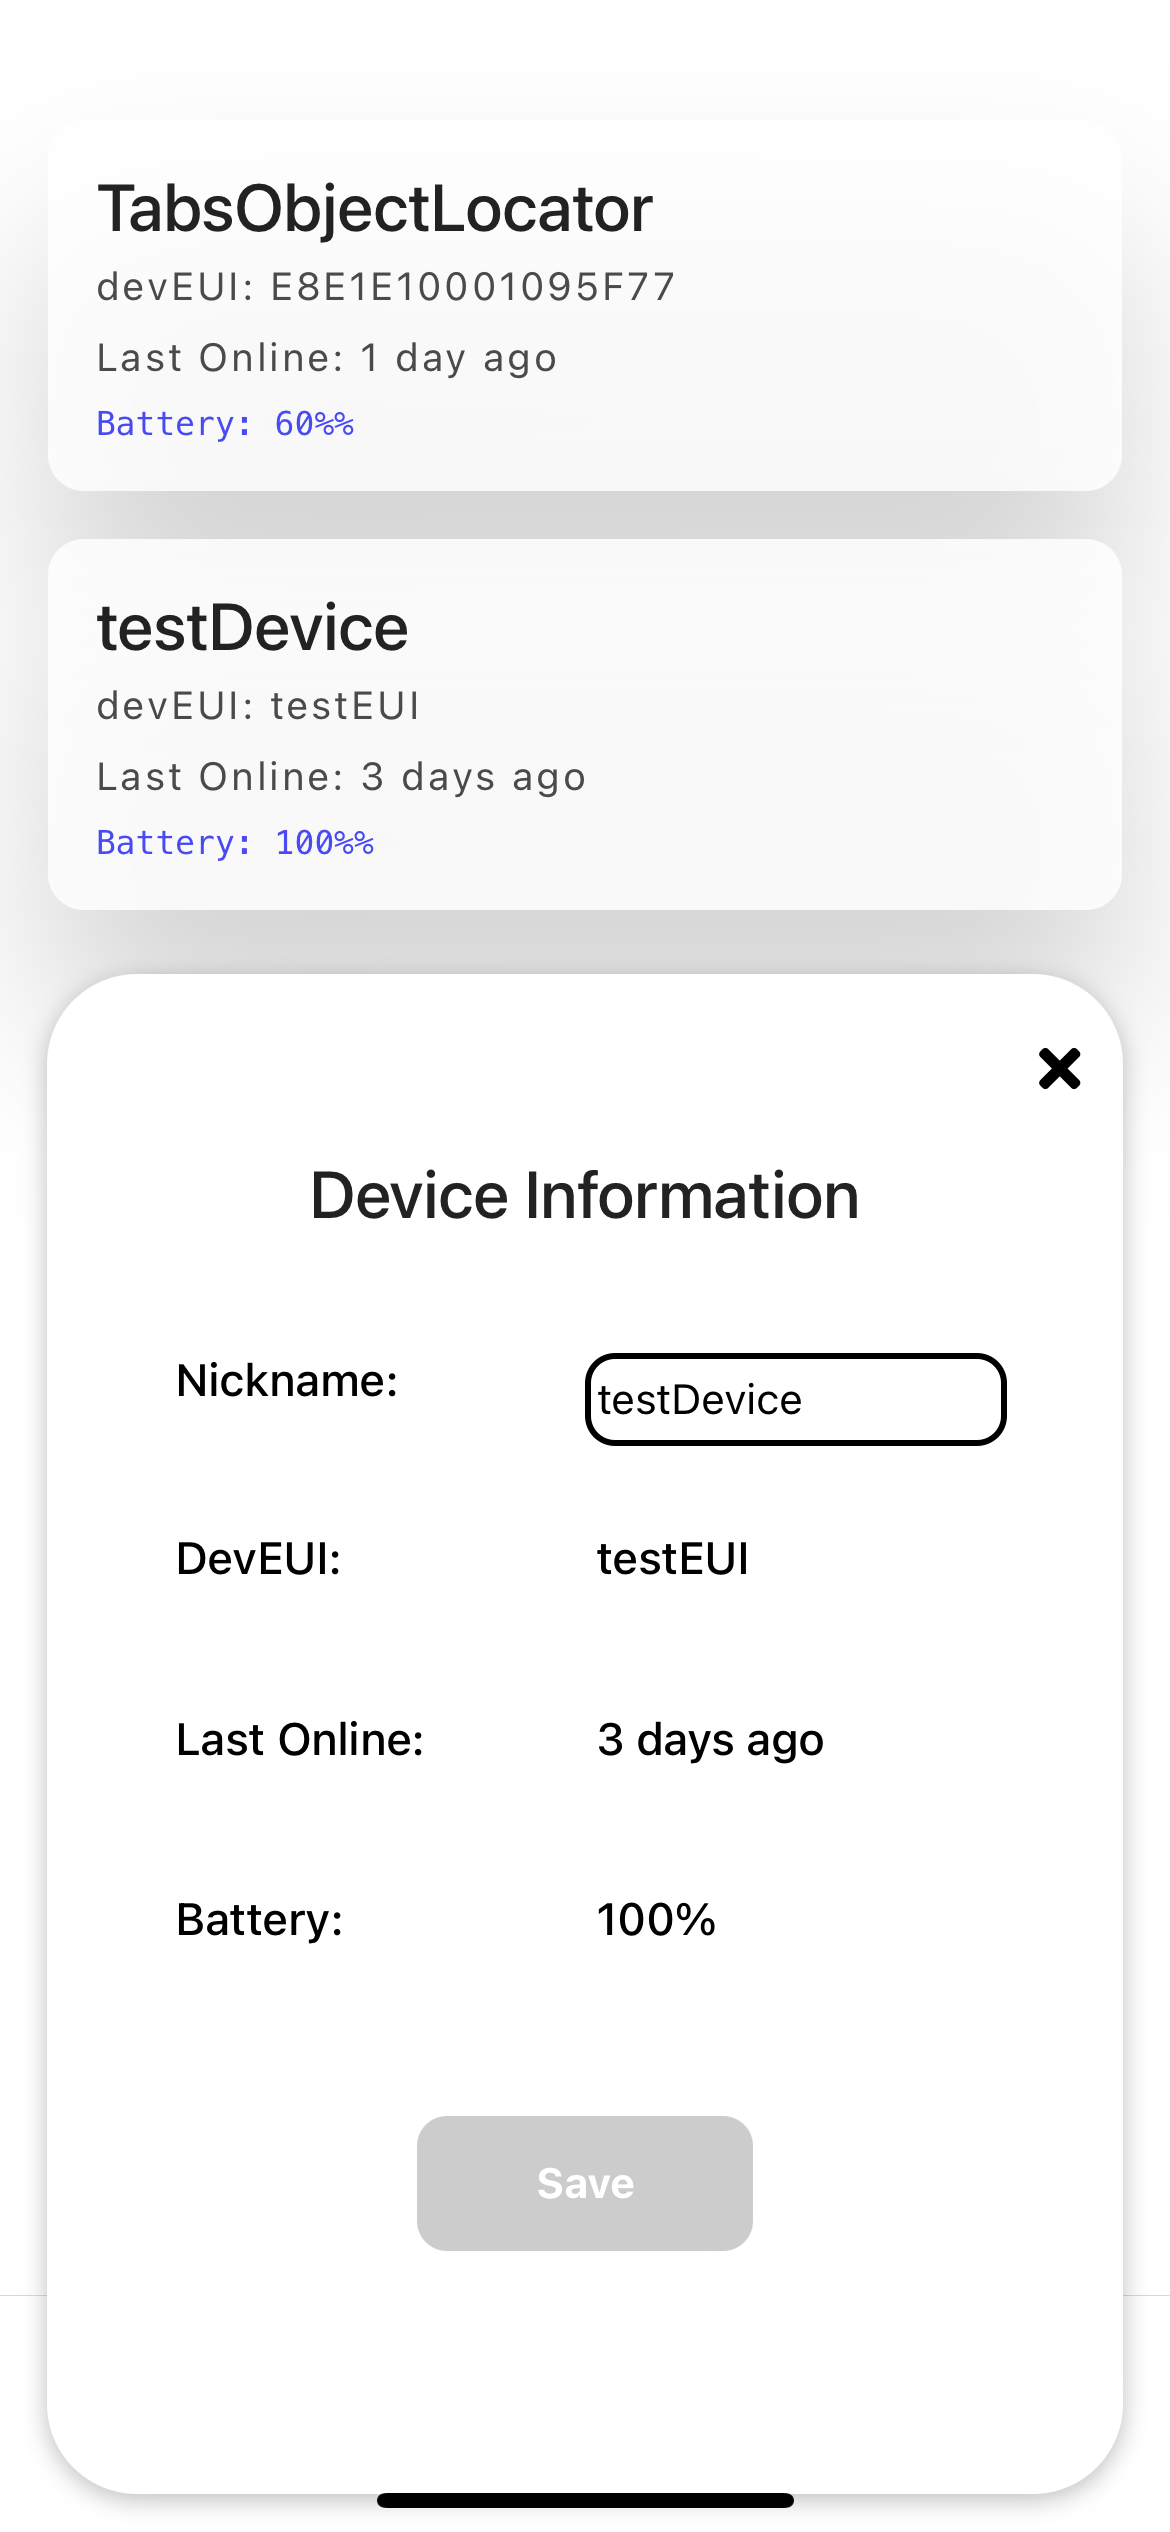 TabsObjectLocator
devEUI: E8E1E10001095F77
Last Online: 1 day ago
Battery: 60%%
testDevice
devEUI: testEUI
Last Online: 3 days ago
Battery: 100%%
Device Information
Nickname: testDevice
DevEUI: testEUI
Last Online: 3 days ago
Battery: 100%
Save